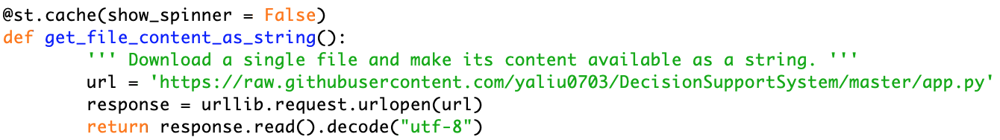 @st.cache(show_spinner = False)
def get_file_content_as_string():
        ''' Download a single file and make its content available as a string. '''
        url = 'https://raw.githubusercontent.com/yaliu0703/DecisionSupportSystem/master/app.py'
        response = urllib.request.urlopen(url)
        return response.read().decode("utf-8")